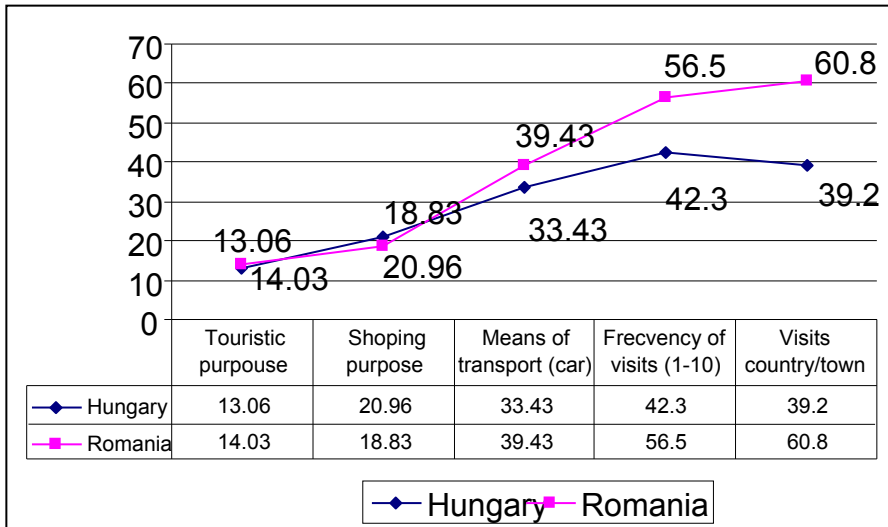 70
60
50
40
30
20
10
0
13.06
14.03
18.83
20.96
39.43
33.43
56.5
42.3
60.8
39.2
Touristic purpouse
Shoping purpose
Means of transport (car)
Frecvency of visits (1-10)
Visits country/town
Hungary 13.06 20.96 33.43 42.3 39.2
Romania 14.03 18.83 39.43 56.5 60.8
Hungary Romania